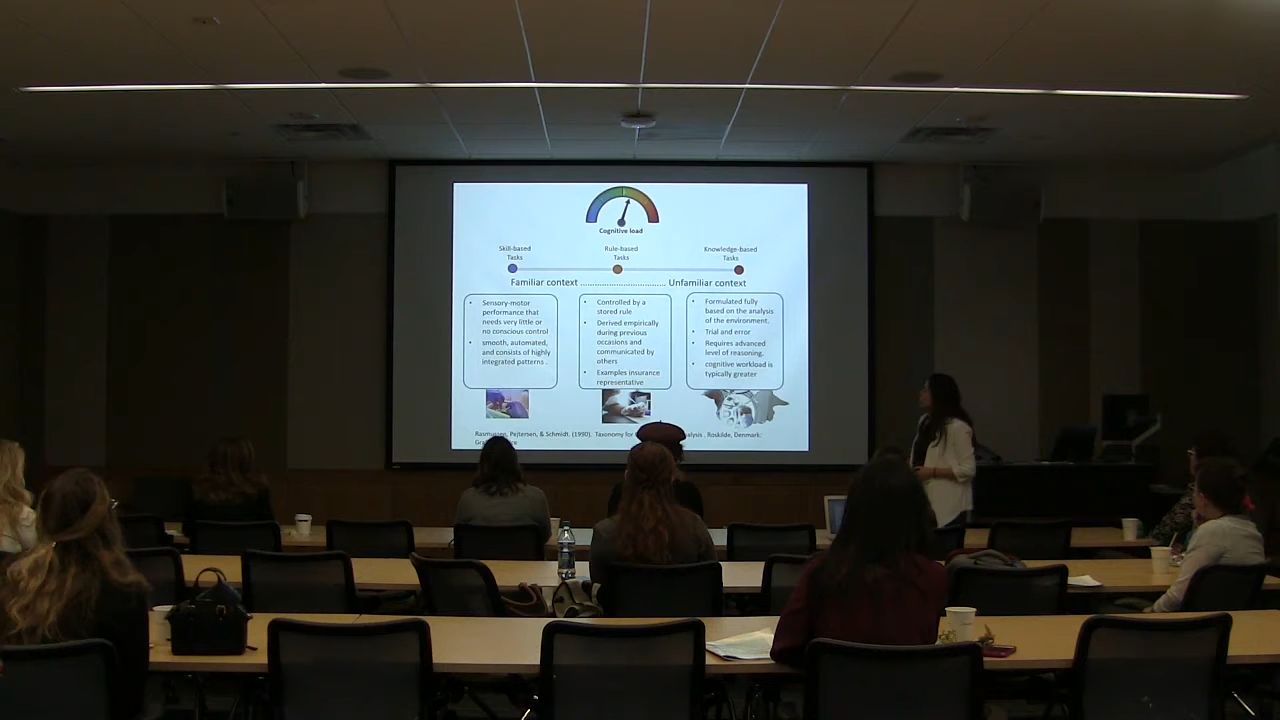 Cognitive load
Skill-based
Tasks
Rule-based
Tasks
Knowledge-based
Tasks
Familiar context ................................. Unfamiliar context
• Sensory-motor
performance that
needs very little or
no conscious control
• smooth, automated,
and consists of highly
integrated patterns .
• Controlled by a
stored rule
• Derived empirically
during previous
occasions and
communicated by
others
• Examples insurance
representative
• Formulated fully
based on the analysis
of the environment.
• Trial and error
• Requires advanced
level of reasoning.
• cognitive workload is
typically greater
Rasmussen, Pejtersen, & Schmidt. (1990). Taxonomy for
alysis . Roskilde, Denmark: